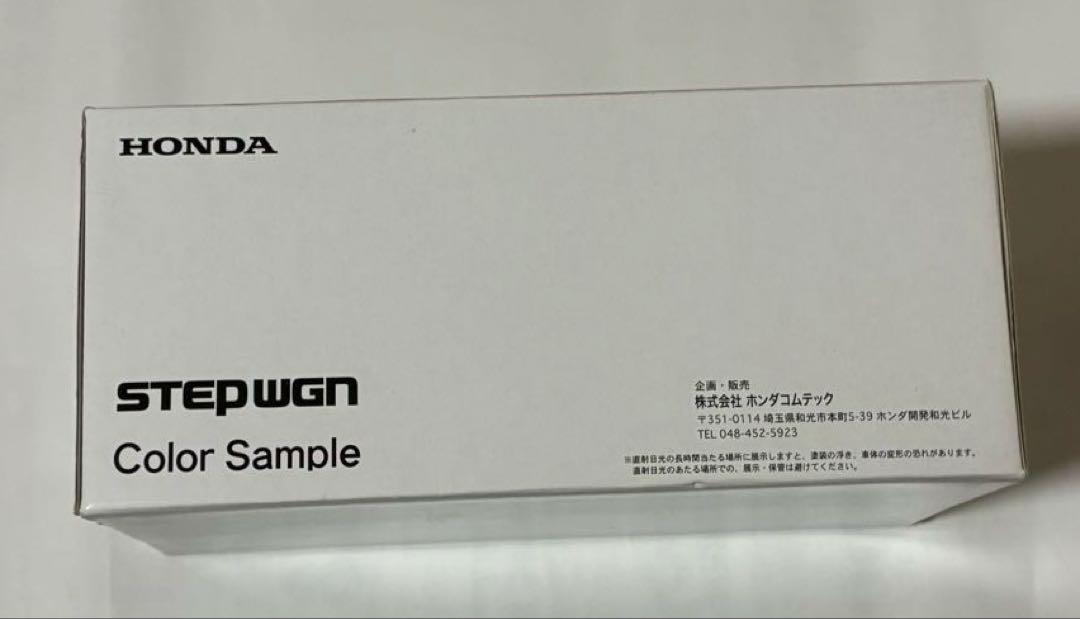 HONDA
STEPWGN
Color Sample
企画・販売
株式会社 ホンダコムテック
〒351-0114 埼玉県和光市本町5-39 ホンダ開発和光ビル
TEL 048-452-5923
※直射日光の長時間当たる場所に展示しますと、塗装の浮き、車体の変形の恐れがあります。
直射日光のあたる場所での、展示・保管は避けてください。